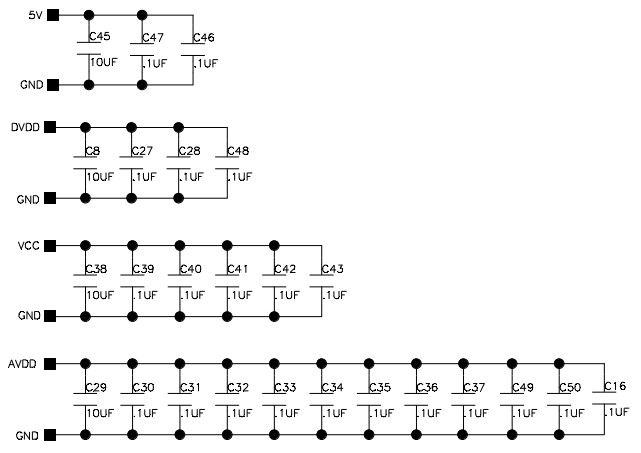 5V
C45 C47 C46
10UF .1UF .1UF
GND
DVDD
C8 C27 C28 C48
10UF .1UF .1UF .1UF
GND
VCC
C38 C39 C40 C41 C42 C43
10UF .1UF .1UF .1UF .1UF .1UF
GND
AVDD
C29 C30 C31 C32 C33 C34 C35 C36 C37 C49 C50 C16
10UF .1UF .1UF .1UF .1UF .1UF .1UF .1UF .1UF .1UF .1UF .1UF
GND